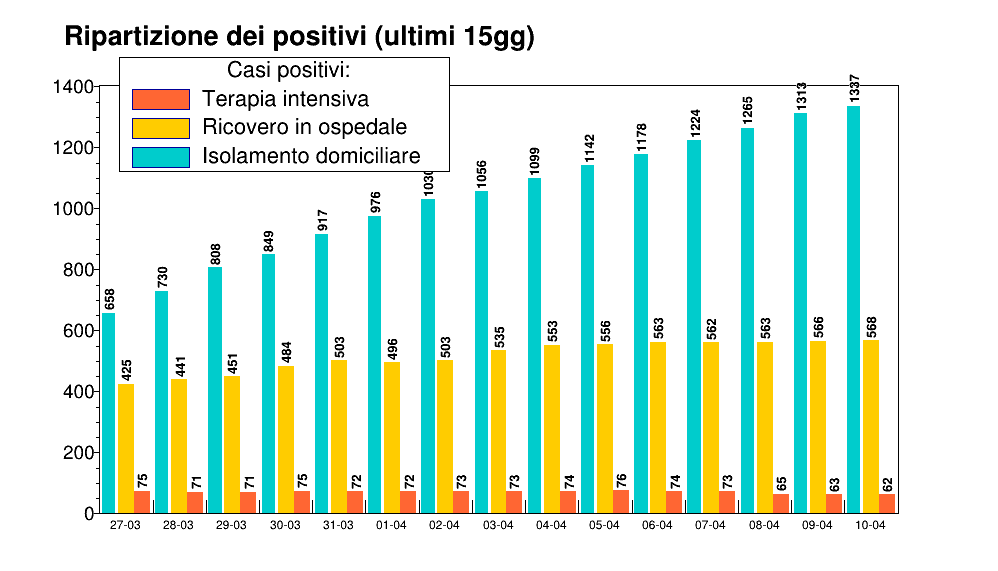 Ripartizione dei positivi (ultimi 15gg)
Casi positivi:
Terapia intensiva
Ricovero in ospedale
Isolamento domiciliare
1400
1200
1000
800
600
400
200
0
658 425 75
730 441 71
808 451 71
849 484 75
917 503 72
976 496 72
1030 503 73
1056 535 73
1099 553 74
1142 556 76
1178 563 74
1224 562 73
1265 563 65
1313 566 63
1337 568 62
27-03 28-03 29-03 30-03 31-03 01-04 02-04 03-04 04-04 05-04 06-04 07-04 08-04 09-04 10-04